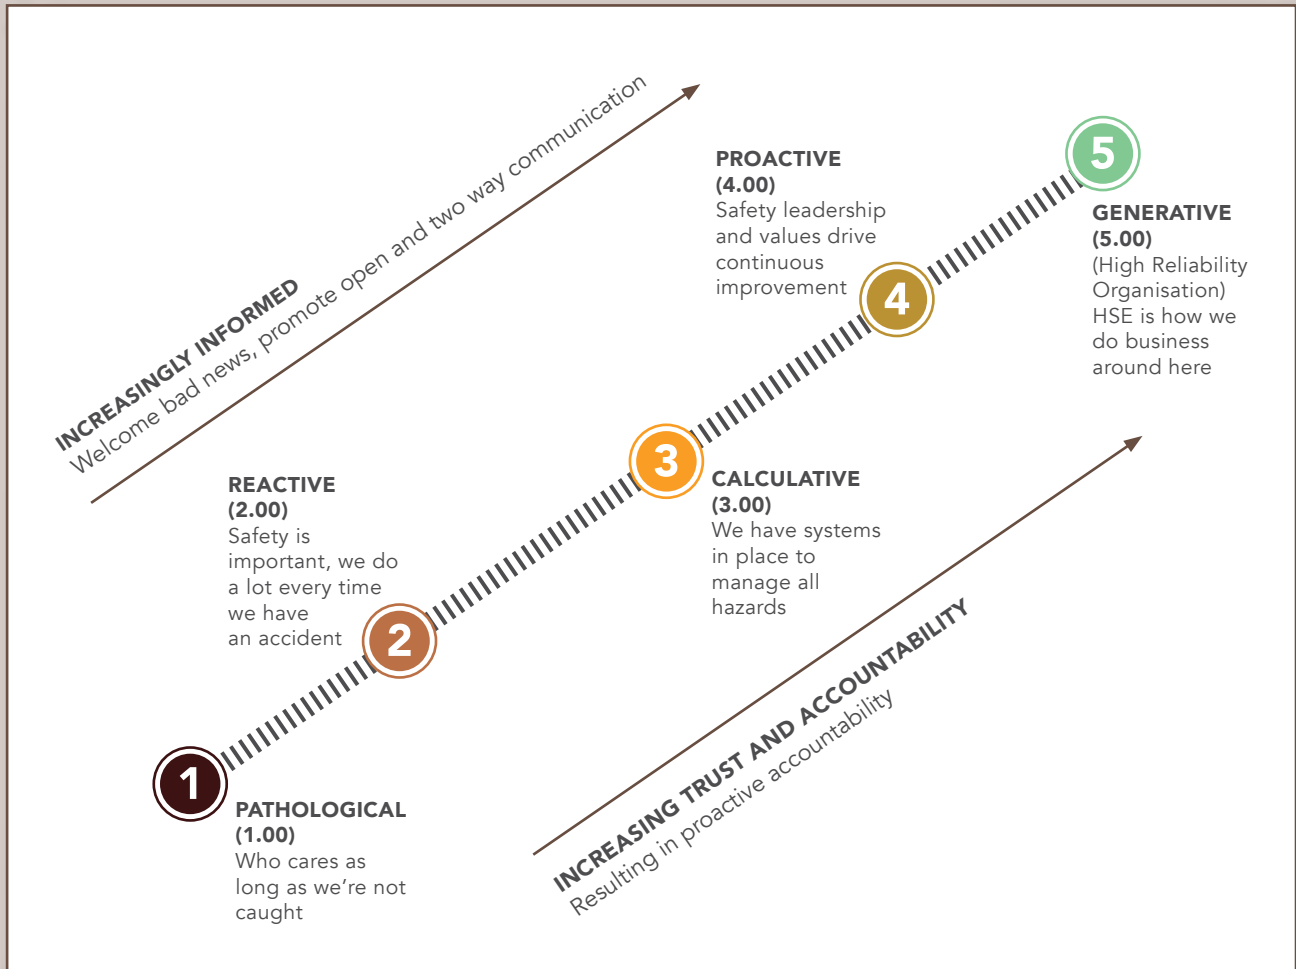 INCREASINGLY INFORMED
Welcome bad news, promote open and two way communication
PROACTIVE
(4.00)
Safety leadership
and values drive
continuous
improvement
5
GENERATIVE
(5.00)
(High Reliability
Organisation)
HSE is how we
do business
around here
4
REACTIVE
(2.00)
Safety is
important, we do
a lot every time
we have
an accident
3
CALCULATIVE
(3.00)
We have systems
in place to
manage all
hazards
2
1
PATHOLOGICAL
(1.00)
Who cares as
long as we’re not
caught
INCREASING TRUST AND ACCOUNTABILITY
Resulting in proactive accountability